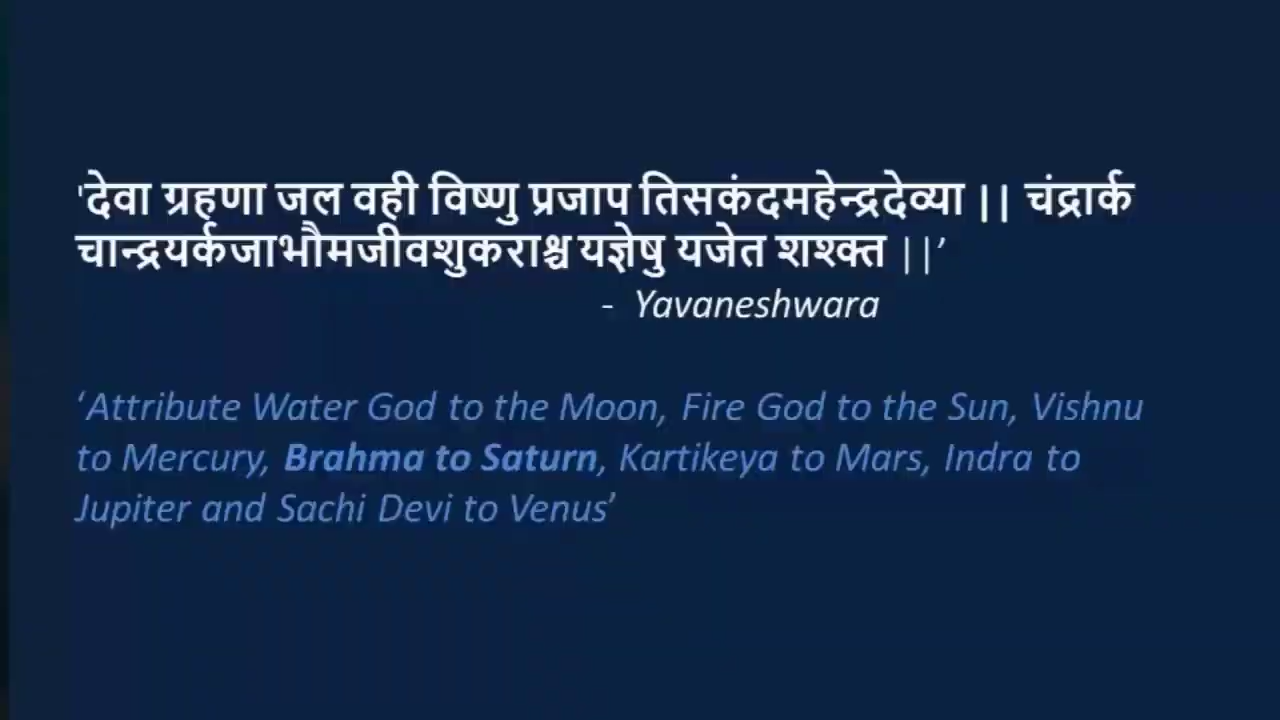 'देवा ग्रहणा जल वही विष्णु प्रजाप तिसकंदमहेन्द्रदेव्या || चंद्रार्क
चान्द्रयर्कजाभौमजीवशुकराश्च यज्ञेषु यजेत शश्क्त ||’
- Yavaneshwara
‘Attribute Water God to the Moon, Fire God to the Sun, Vishnu
to Mercury, Brahma to Saturn, Kartikeya to Mars, Indra to
Jupiter and Sachi Devi to Venus’